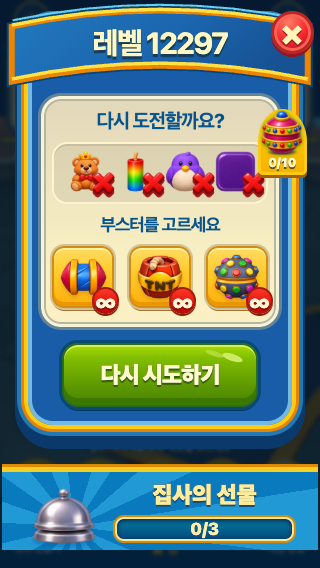 레벨 12297
다시 도전할까요?
0/10
부스터를 고르세요
TNT
다시 시도하기
집사의 선물
0/3